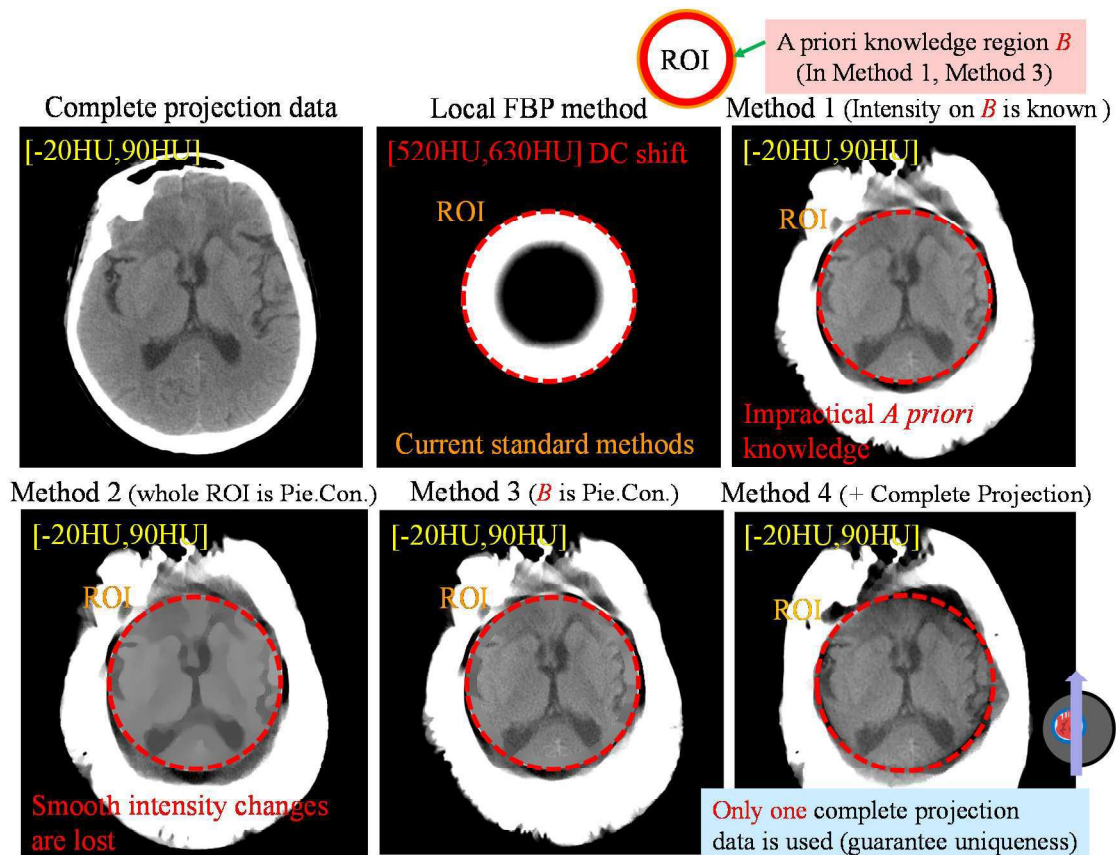 ROI
A priori knowledge region B
(In Method 1, Method 3)
Complete projection data
[-20HU,90HU]
Local FBP method
[520HU,630HU] DC shift
ROI
Current standard methods
Method 1 (Intensity on B is known )
[-20HU,90HU]
ROI
Impractical A priori
knowledge
Method 2 (whole ROI is Pie.Con.)
[-20HU,90HU]
ROI
Smooth intensity changes
are lost
Method 3 (B is Pie.Con.)
[-20HU,90HU]
ROI
Method 4 (+ Complete Projection)
[-20HU,90HU]
ROI
Only one complete projection
data is used (guarantee uniqueness)